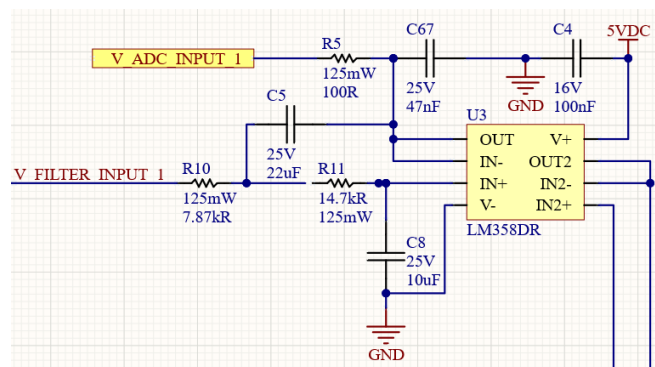 C67
C4
5VDC
R5
V_ADC_INPUT_1
125mW
100R
25V
47nF
GND
16V
100nF
C5
25V
22uF
U3
OUT
V+
IN-
OUT2
IN+
IN2-
V-
IN2+
LM358DR
V_FILTER_INPUT_1
R10
125mW
7.87kR
R11
14.7kR
125mW
C8
25V
10uF
GND